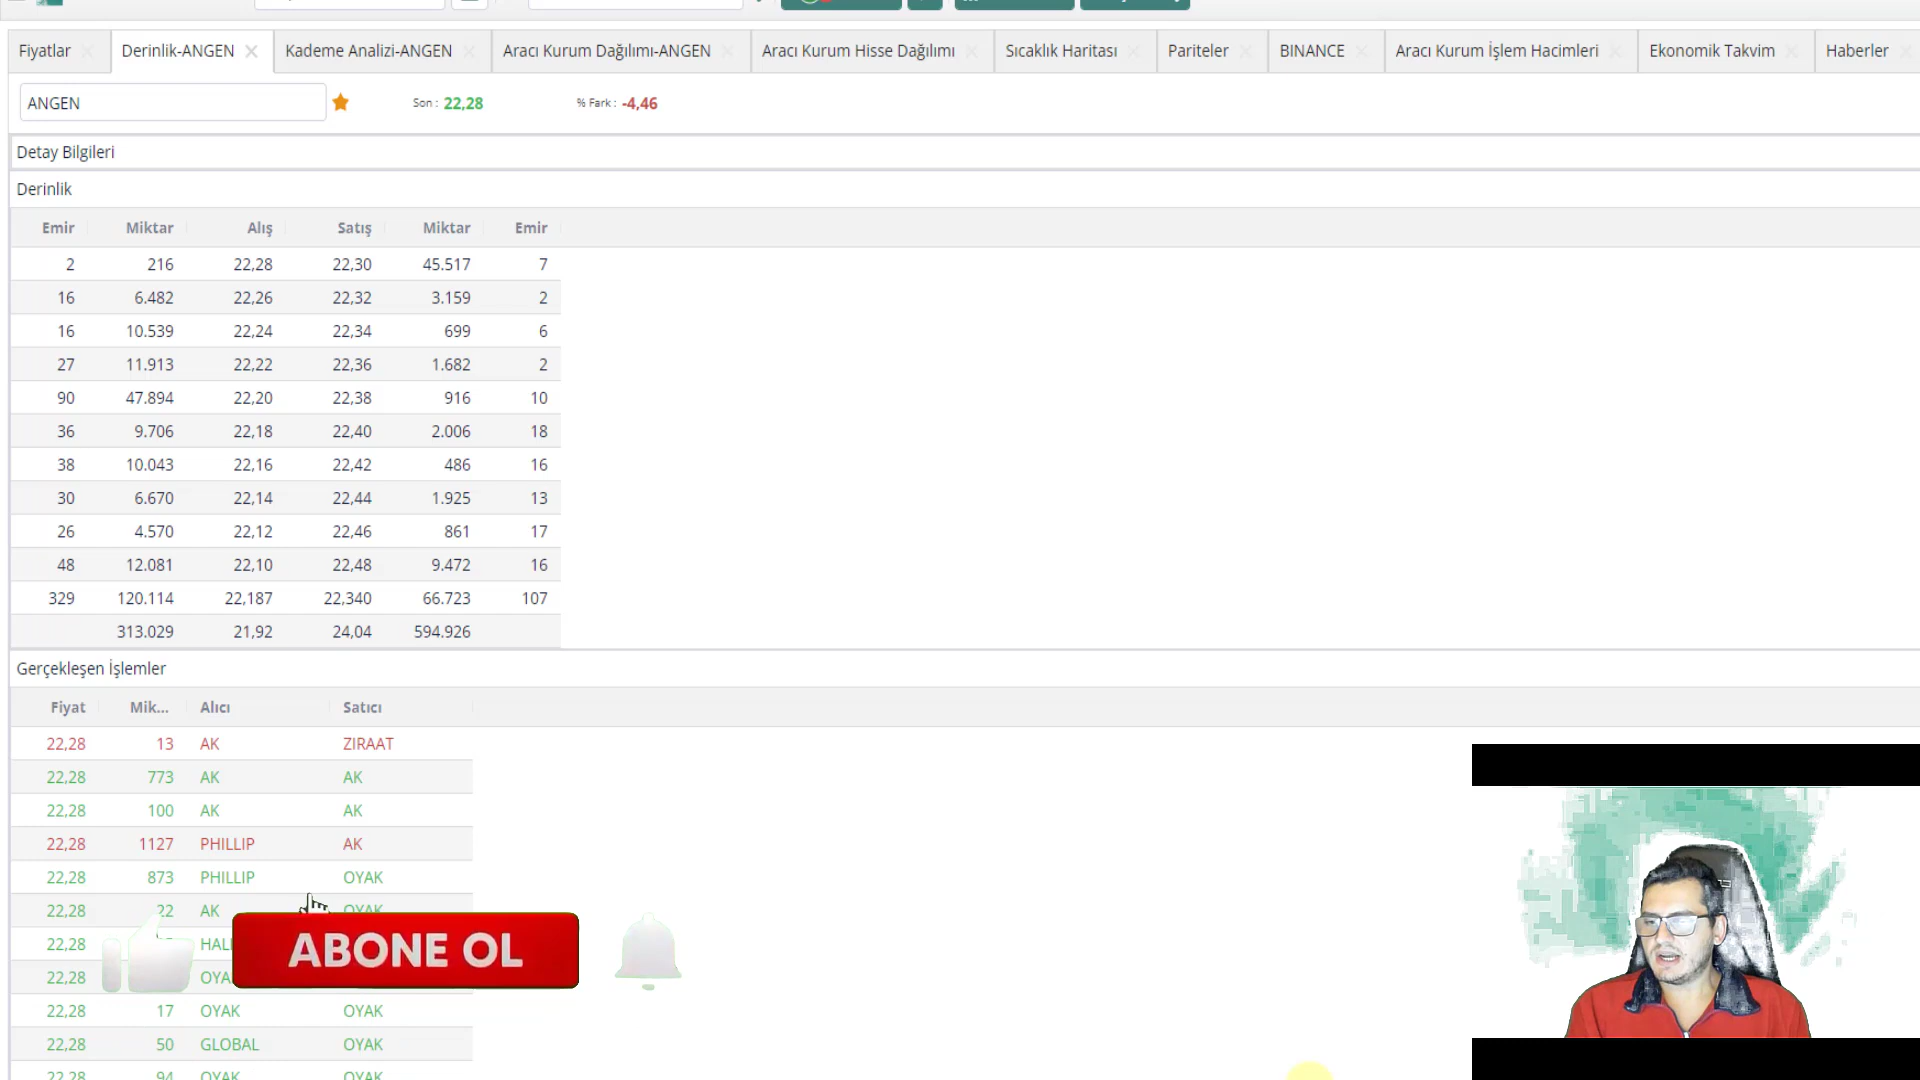 Fiyatlar Derinlik-ANGEN Kademe Analizi-ANGEN Aracı Kurum Dağılımı-ANGEN Aracı Kurum Hisse Dağılımı Sıcaklık Haritası Pariteler BINANCE Aracı Kurum İşlem Hacimleri Ekonomik Takvim Haberler
ANGEN Son : 22,28 % Fark : -4,46
Detay Bilgileri
Derinlik
Emir Miktar Alış Satış Miktar Emir
2 216 22,28 22,30 45.517 7
16 6.482 22,26 22,32 3.159 2
16 10.539 22,24 22,34 699 6
27 11.913 22,22 22,36 1.682 2
90 47.894 22,20 22,38 916 10
36 9.706 22,18 22,40 2.006 18
38 10.043 22,16 22,42 486 16
30 6.670 22,14 22,44 1.925 13
26 4.570 22,12 22,46 861 17
48 12.081 22,10 22,48 9.472 16
329 120.114 22,187 22,340 66.723 107
313.029 21,92 24,04 594.926
Gerçekleşen İşlemler
Fiyat Mik... Alıcı Satıcı
22,28 13 AK ZIRAAT
22,28 773 AK AK
22,28 100 AK AK
22,28 1127 PHILLIP AK
22,28 873 PHILLIP OYAK
22,28 22 AK OYAK
22,28
ABONE OL
22,28
22,28 17 OYAK OYAK
22,28 50 GLOBAL OYAK
22,28 94 OYAK OYAK